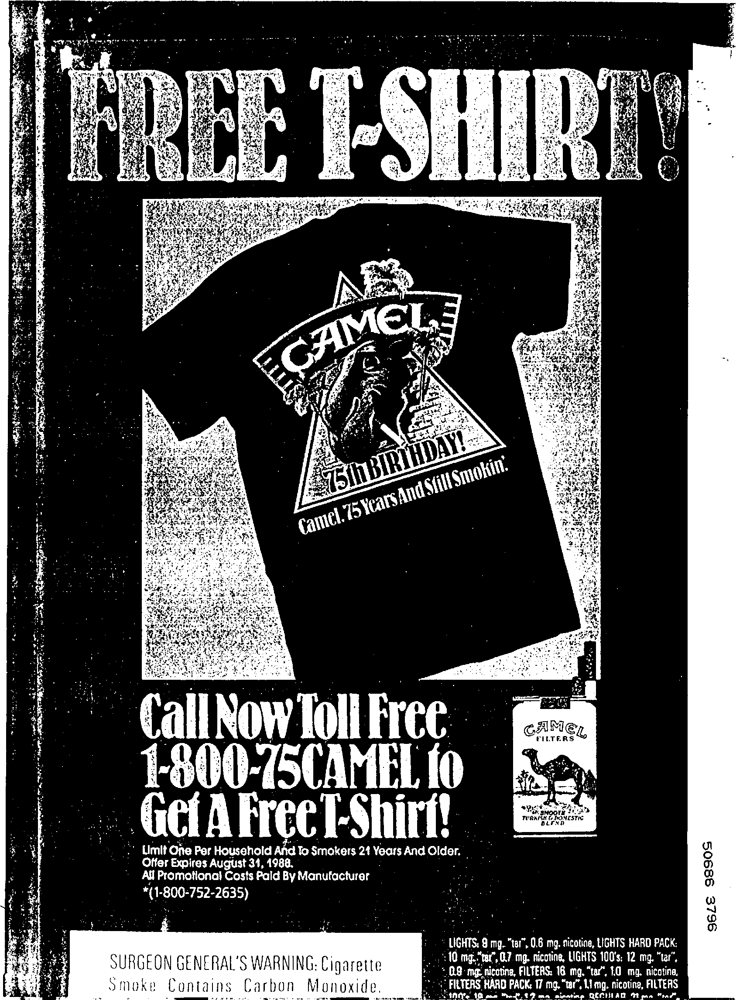 FREE T-SHIRT!
CAMEL
75th BIRTHDAY!
Camel. 75 Years And Still Smokin'.
Call Now Toll Free
1-800-75CAMEL to
Get A Free T-Shirt!
Limit One Per Household And To Smokers 21 Years And Older.
Offer Expires August 31, 1988.
All Promotional Costs Paid By Manufacturer
*(1-800-752-2635)
CAMEL
FILTERS
SMOOTH
TURKISH & DOMESTIC
BLEND
50686 3796
SURGEON GENERAL'S WARNING: Cigarette
Smoke Contains Carbon Monoxide.
LIGHTS: 9 mg. "tar", 0.6 mg. nicotine, LIGHTS HARD PACK:
10 mg. "tar", 0.7 mg. nicotine, LIGHTS 100's: 12 mg. "tar",
0.9 mg. nicotine, FILTERS: 16 mg. "tar", 1.0 mg. nicotine,
FILTERS HARD PACK: 17 mg. "tar", 1.1 mg. nicotine, FILTERS